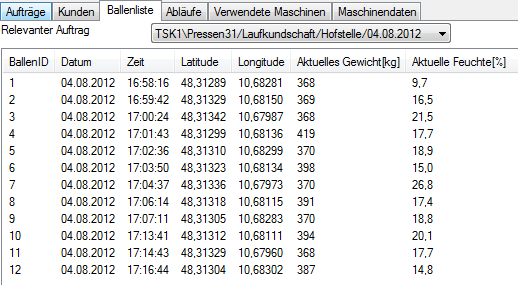 Aufträge Kunden Ballenliste Abläufe Verwendete Maschinen Maschinendaten
Relevanter Auftrag TSK1\Pressen31/Laufkundschaft/Hofstelle/04.08.2012
BallenID Datum Zeit Latitude Longitude Aktuelles Gewicht[kg] Aktuelle Feuchte[%]
1 04.08.2012 16:58:16 48,31289 10,68281 368 9,7
2 04.08.2012 16:59:42 48,31329 10,68150 369 16,5
3 04.08.2012 17:00:24 48,31342 10,67987 368 21,5
4 04.08.2012 17:01:43 48,31299 10,68136 419 17,7
5 04.08.2012 17:02:36 48,31310 10,68299 370 18,9
6 04.08.2012 17:03:50 48,31323 10,68134 398 15,0
7 04.08.2012 17:04:37 48,31336 10,67973 370 26,8
8 04.08.2012 17:06:14 48,31318 10,68115 391 17,4
9 04.08.2012 17:07:11 48,31305 10,68283 370 18,8
10 04.08.2012 17:13:41 48,31312 10,68111 394 20,1
11 04.08.2012 17:14:43 48,31329 10,67960 368 17,7
12 04.08.2012 17:16:44 48,31304 10,68302 387 14,8